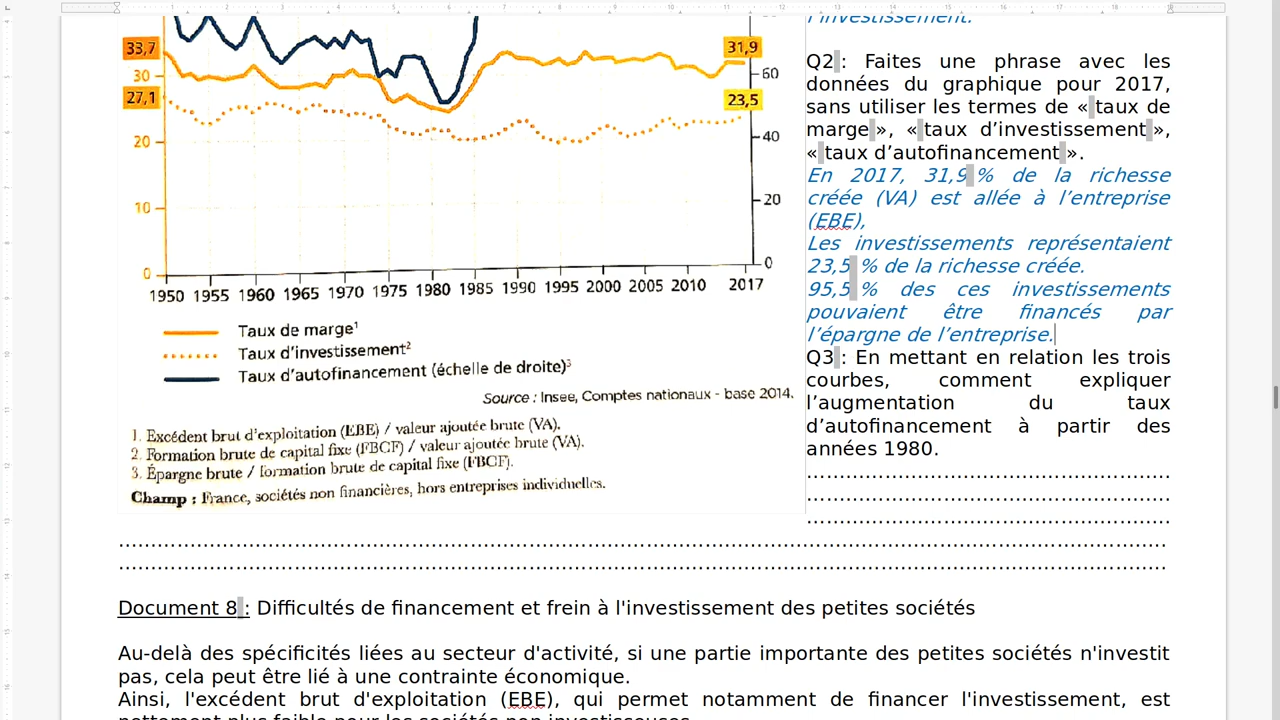 l'investissement.
33,7
30
27,1
20
10
0
31,9
60
23,5
40
20
0
1950 1955 1960 1965 1970 1975 1980 1985 1990 1995 2000 2005 2010 2017
Taux de marge¹
Taux d'investissement²
Taux d'autofinancement (échelle de droite)³
Source : Insee, Comptes nationaux - base 2014.
1. Excédent brut d'exploitation (EBE) / valeur ajoutée brute (VA).
2. Formation brute de capital fixe (FBCF) / valeur ajoutée brute (VA).
3. Épargne brute / formation brute de capital fixe (FBCF).
Champ : France, sociétés non financières, hors entreprises individuelles.
Q2 : Faites une phrase avec les
données du graphique pour 2017,
sans utiliser les termes de « taux de
marge », « taux d’investissement »,
« taux d’autofinancement ».
En 2017, 31,9 % de la richesse
créée (VA) est allée à l’entreprise
(EBE),
Les investissements représentaient
23,5 % de la richesse créée.
95,5 % des ces investissements
pouvaient être financés par
l’épargne de l’entreprise.
Q3 : En mettant en relation les trois
courbes, comment expliquer
l’augmentation du taux
d’autofinancement à partir des
années 1980.
Document 8 : Difficultés de financement et frein à l'investissement des petites sociétés
Au-delà des spécificités liées au secteur d'activité, si une partie importante des petites sociétés n'investit
pas, cela peut être lié à une contrainte économique.
Ainsi, l'excédent brut d'exploitation (EBE), qui permet notamment de financer l'investissement, est
nettement plus faible pour les sociétés non investisseuses.